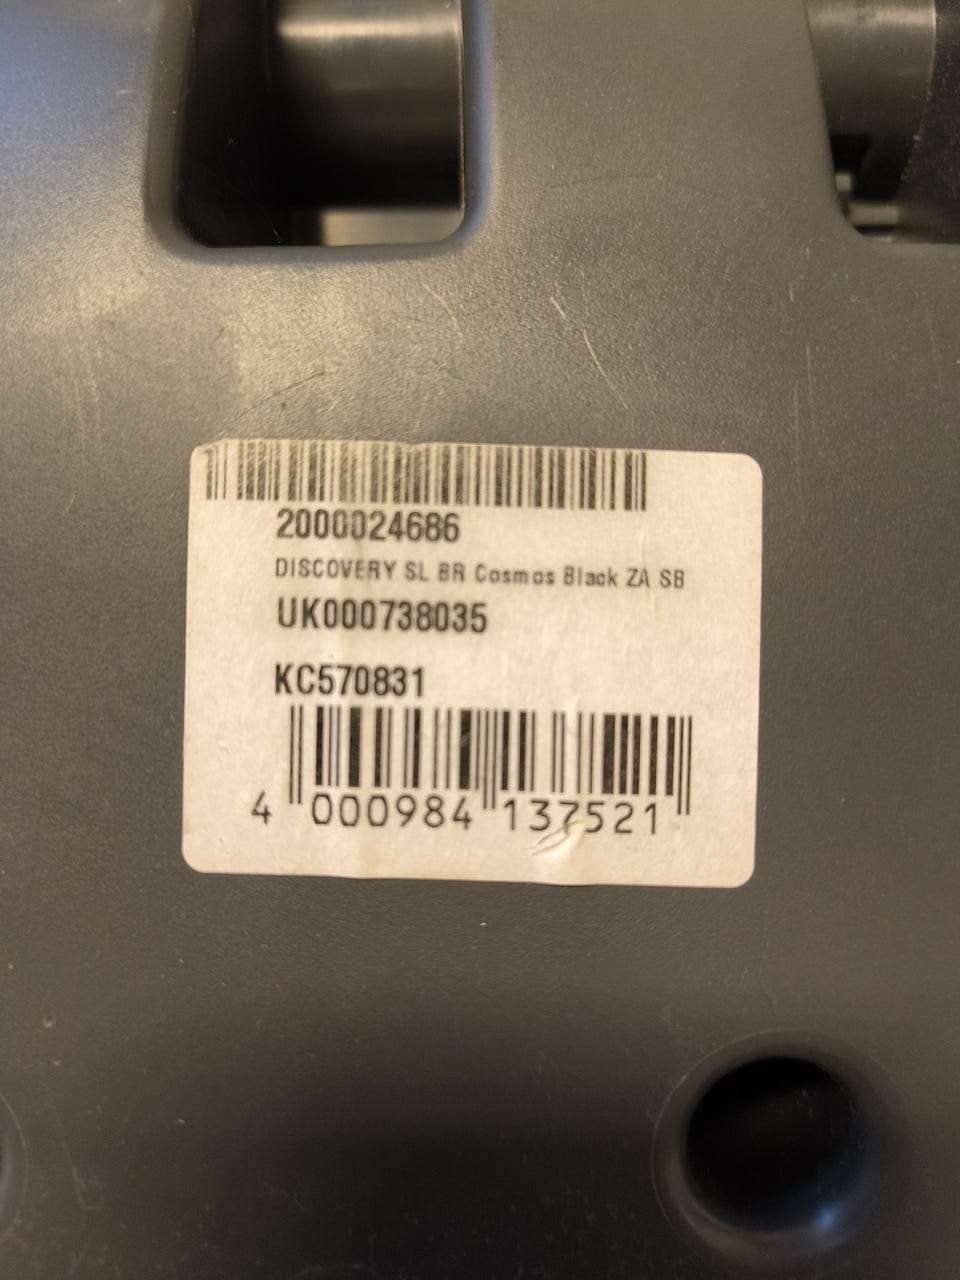 2000024686
DISCOVERY SL BR Cosmos Black ZA SB
UK000738035
KC570831
4 000984 137521